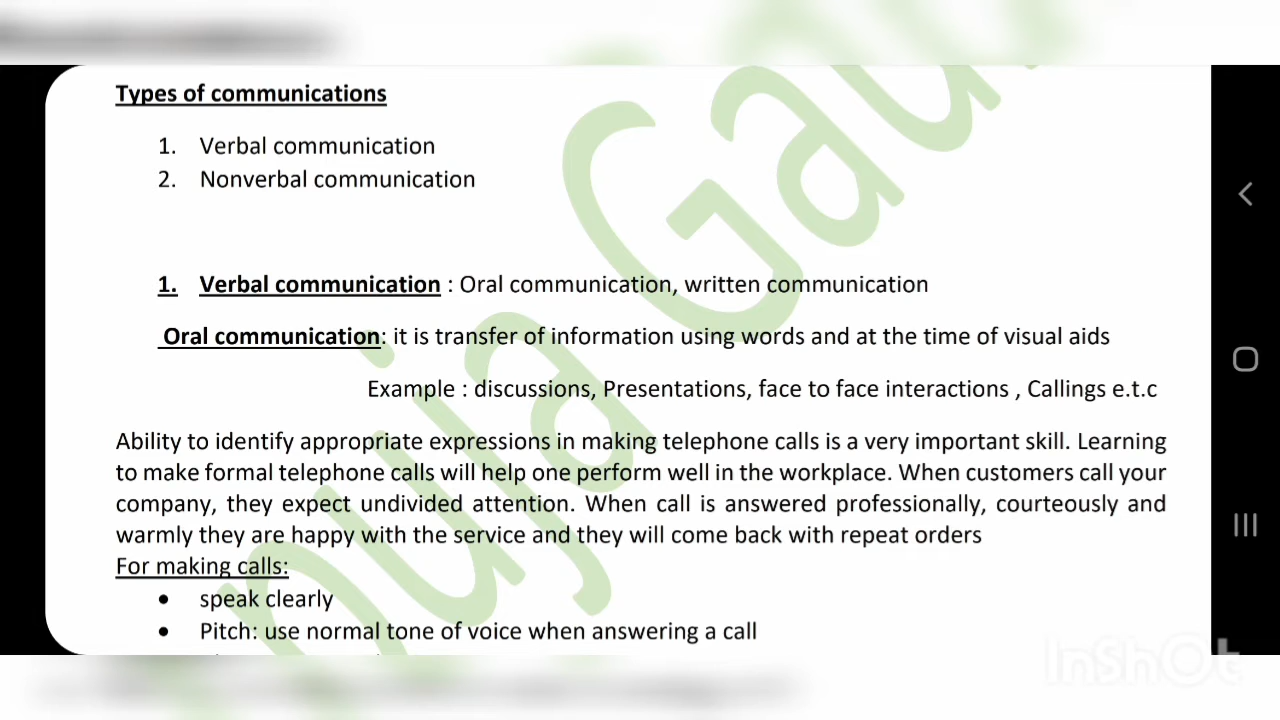 Types of communications
1. Verbal communication
2. Nonverbal communication
1. Verbal communication : Oral communication, written communication
Oral communication: it is transfer of information using words and at the time of visual aids
Example : discussions, Presentations, face to face interactions , Callings e.t.c
Ability to identify appropriate expressions in making telephone calls is a very important skill. Learning
to make formal telephone calls will help one perform well in the workplace. When customers call your
company, they expect undivided attention. When call is answered professionally, courteously and
warmly they are happy with the service and they will come back with repeat orders
For making calls:
• speak clearly
• Pitch: use normal tone of voice when answering a call
InShOt